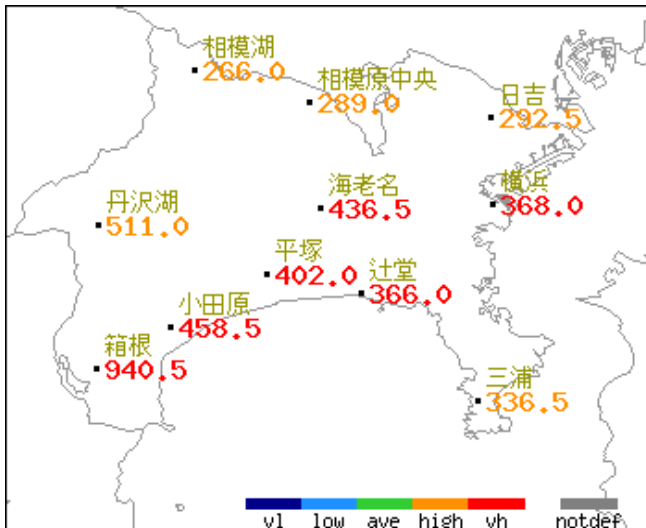 相模湖
266.0
相模原中央
289.0
日吉
292.5
丹沢湖
511.0
海老名
436.5
横浜
368.0
平塚
402.0
辻堂
366.0
小田原
458.5
箱根
940.5
三浦
336.5
vl low ave high vh notdef